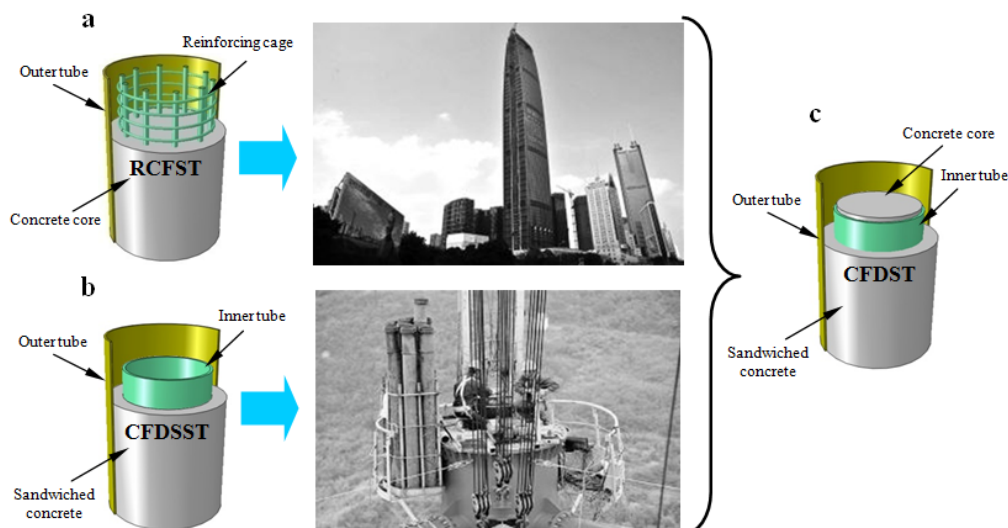 a
Reinforcing cage
Outer tube
RCFST
Concrete core
b
Inner tube
Outer tube
CFDSST
Sandwiched
concrete
c
Concrete core
Inner tube
Outer tube
CFDST
Sandwiched
concrete